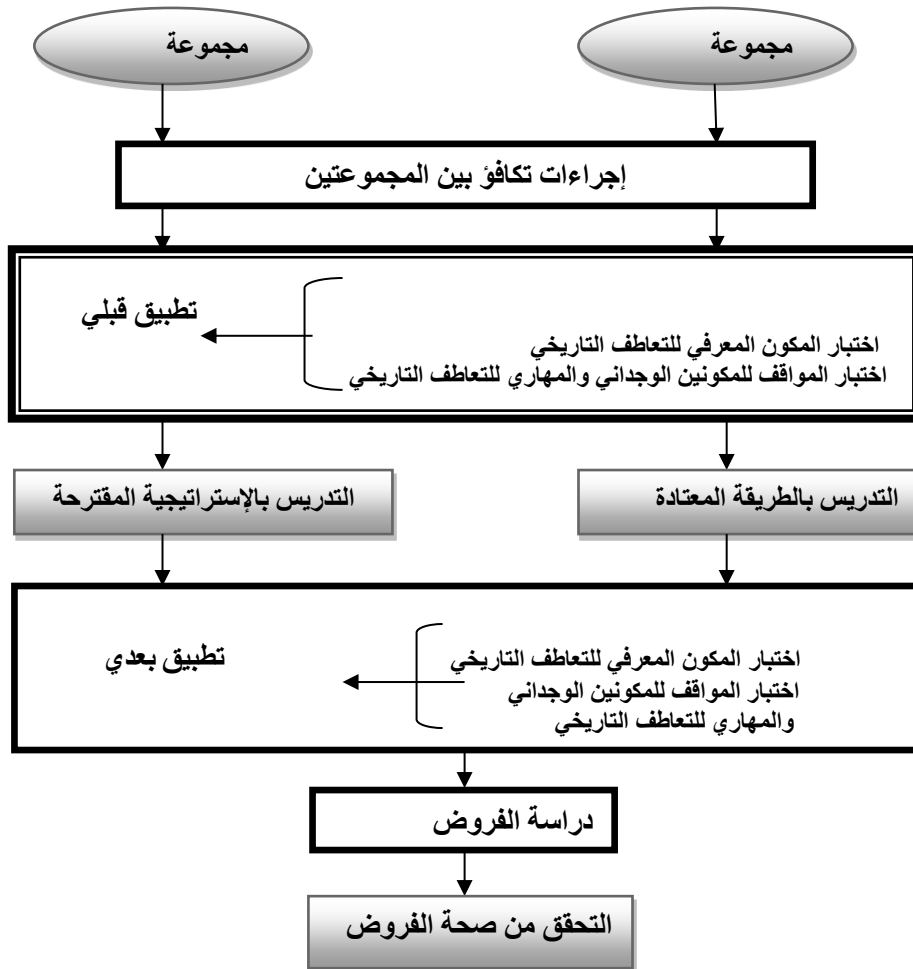 مجموعة
مجموعة
إجراءات تكافؤ بين المجموعتين
اختبار المكون المعرفي للتعاطف التاريخي
اختبار المواقف للمكونين الوجداني والمهاري للتعاطف التاريخي
تطبيق قبلي
التدريس بالطريقة المعتادة
التدريس بالإستراتيجية المقترحة
اختبار المكون المعرفي للتعاطف التاريخي
اختبار المواقف للمكونين الوجداني
والمهاري للتعاطف التاريخي
تطبيق بعدي
دراسة الفروض
التحقق من صحة الفروض